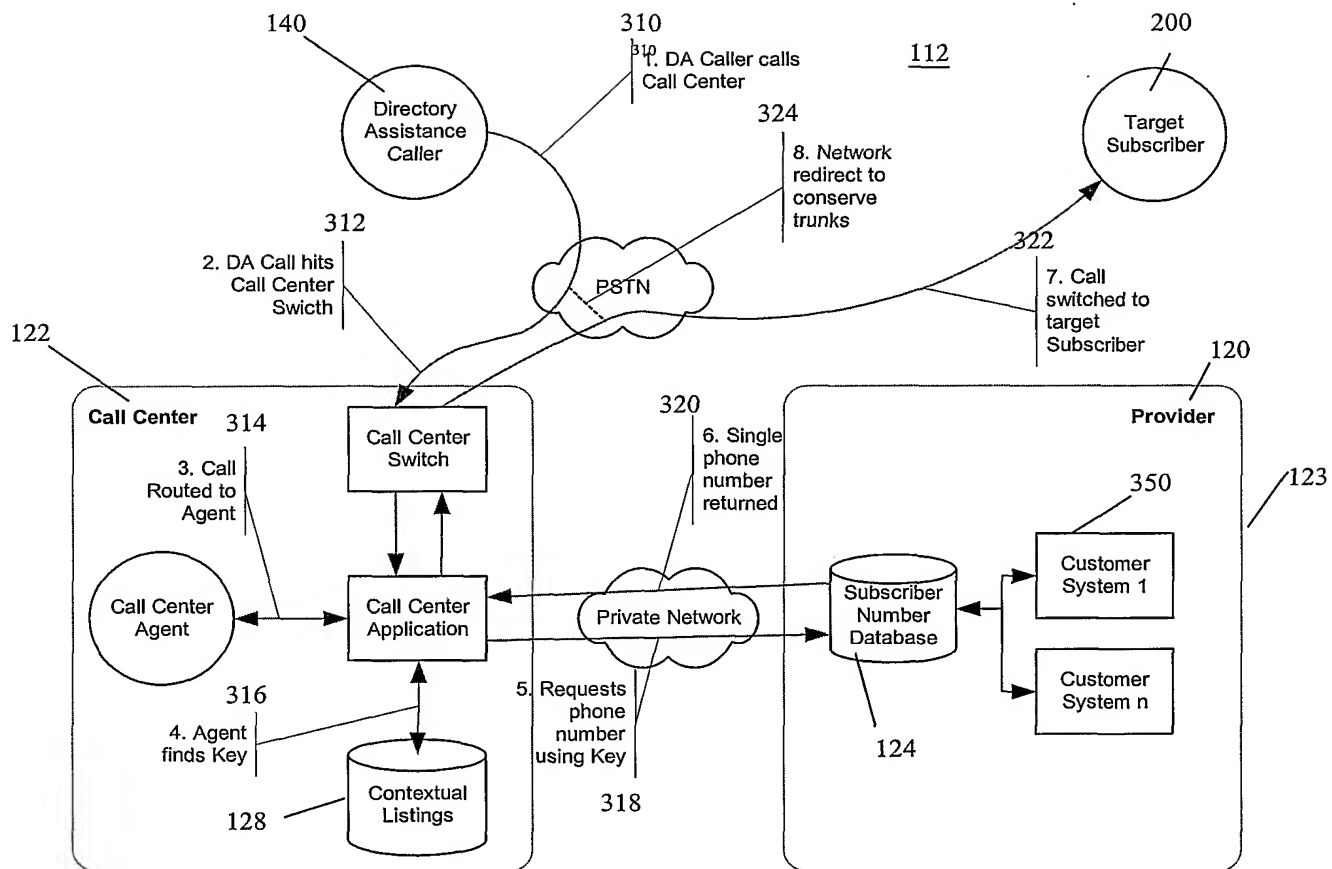 140
310
310
1. DA Caller calls
Call Center
112
200
Directory
Assistance
Caller
324
8. Network
redirect to
conserve
trunks
Target
Subscriber
312
2. DA Call hits
Call Center
Swicth
PSTN
322
7. Call
switched to
target
Subscriber
122
120
Call Center
314
3. Call
Routed to
Agent
Call Center
Switch
320
6. Single
phone
number
returned
Provider
123
350
Customer
System 1
Call Center
Agent
Call Center
Application
Private Network
Subscriber
Number
Database
316
4. Agent
finds Key
5. Requests
phone
number
using Key
318
124
Customer
System n
128
Contextual
Listings